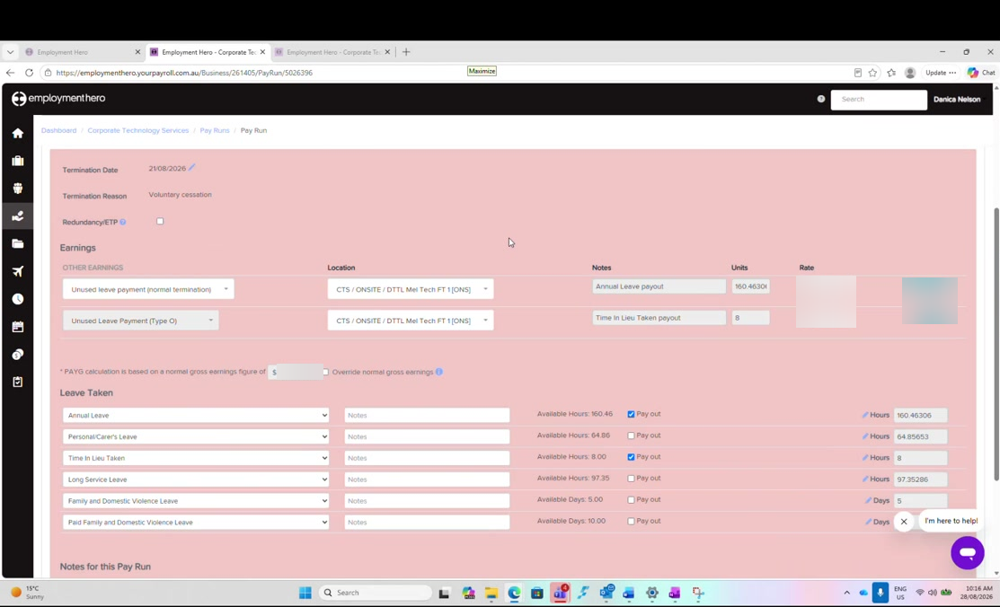 Employment Hero
Employment Hero - Corporate Te
Employment Hero - Corporate Te
https://employmenthero.yourpayroll.com.au/Business/261405/PayRun/5026396
Maximize
Update
Chat
employmenthero
Search
Danica Nelson
Dashboard / Corporate Technology Services / Pay Runs / Pay Run
Termination Date 21/08/2026
Termination Reason Voluntary cessation
Redundancy/ETP
Earnings
OTHER EARNINGS Location Notes Units Rate
Unused leave payment (normal termination) CTS / ONSITE / DTTL Mel Tech FT 1 [ONS] Annual Leave payout 160.4630
Unused Leave Payment (Type O) CTS / ONSITE / DTTL Mel Tech FT 1 [ONS] Time In Lieu Taken payout 8
* PAYG calculation is based on a normal gross earnings figure of $ Override normal gross earnings
Leave Taken
Annual Leave Notes Available Hours: 160.46 Pay out Hours 160.46306
Personal/Carer's Leave Notes Available Hours: 64.86 Pay out Hours 64.85653
Time In Lieu Taken Notes Available Hours: 8.00 Pay out Hours 8
Long Service Leave Notes Available Hours: 97.35 Pay out Hours 97.35286
Family and Domestic Violence Leave Notes Available Days: 5.00 Pay out Days 5
Paid Family and Domestic Violence Leave Notes Available Days: 10.00 Pay out Days
I'm here to help!
Notes for this Pay Run
15°C
Sunny
Search
ENG
US
10:16 AM
28/08/2026